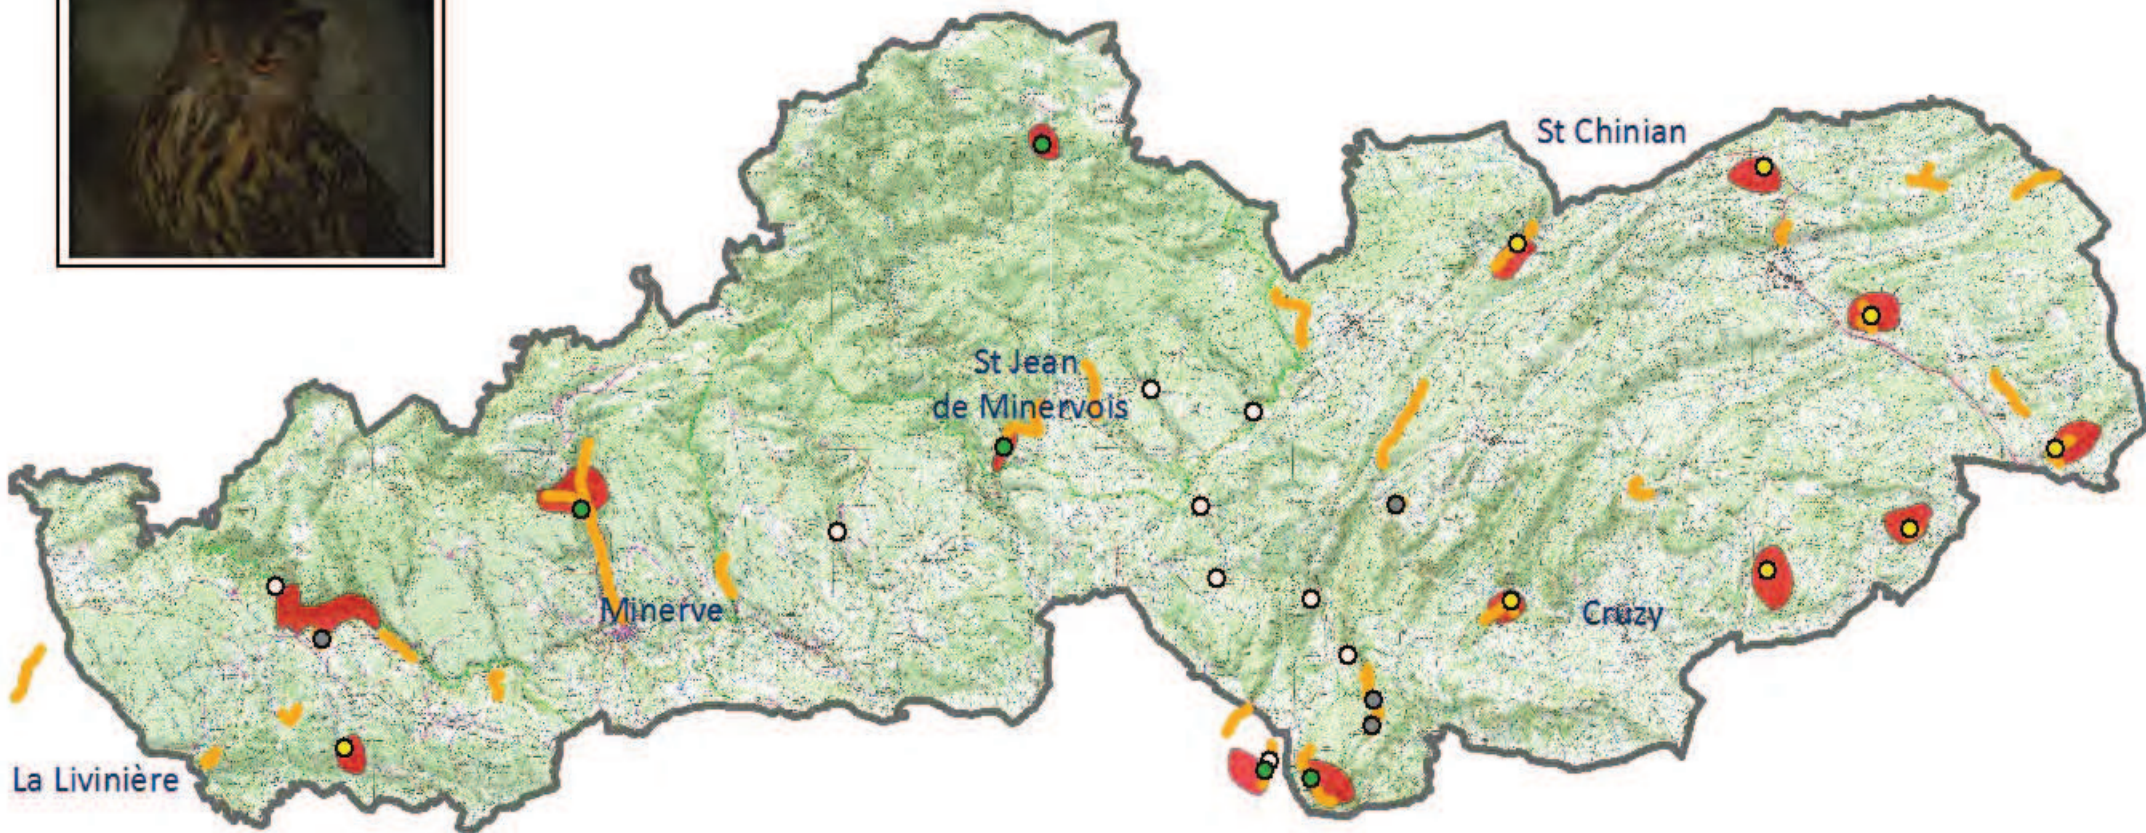 St Chinian
St Jean
de Minervois
Minerve
Cruzy
La Livinière